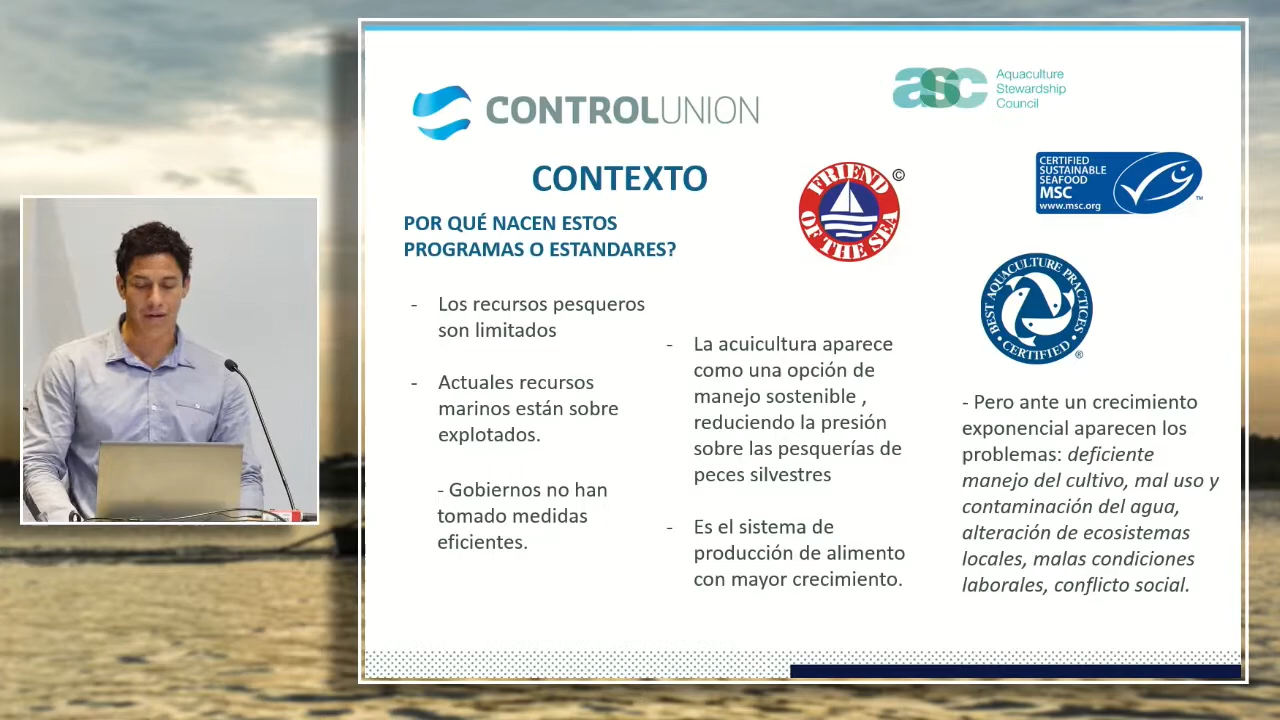 CONTROLUNION
asc Aquaculture
Stewardship
Council
CONTEXTO
POR QUÉ NACEN ESTOS
PROGRAMAS O ESTANDARES?
FRIEND
OF THE SEA
©
CERTIFIED
SUSTAINABLE
SEAFOOD
MSC
www.msc.org
TM
BEST AQUACULTURE PRACTICES
CERTIFIED
®
- Los recursos pesqueros
son limitados
- Actuales recursos
marinos están sobre
explotados.
- Gobiernos no han
tomado medidas
eficientes.
- La acuicultura aparece
como una opción de
manejo sostenible ,
reduciendo la presión
sobre las pesquerías de
peces silvestres
- Es el sistema de
producción de alimento
con mayor crecimiento.
- Pero ante un crecimiento
exponencial aparecen los
problemas: deficiente
manejo del cultivo, mal uso y
contaminación del agua,
alteración de ecosistemas
locales, malas condiciones
laborales, conflicto social.